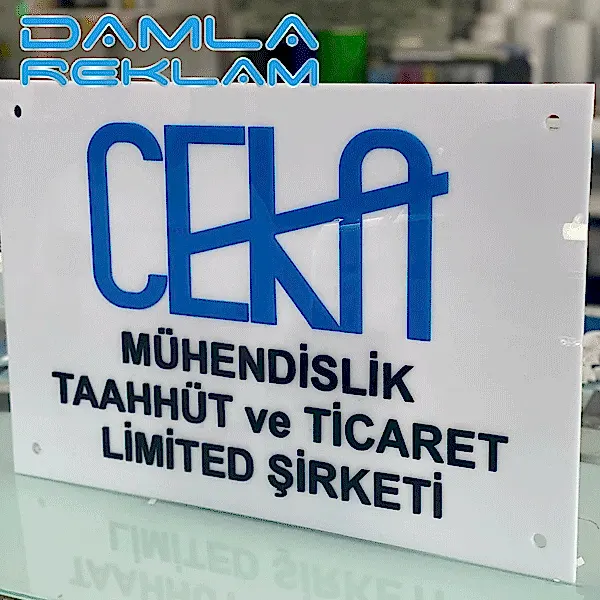 DAMLA
REKLAM
CEKA
MÜHENDİSLİK
TAAHHÜT ve TİCARET
LİMİTED ŞİRKETİ